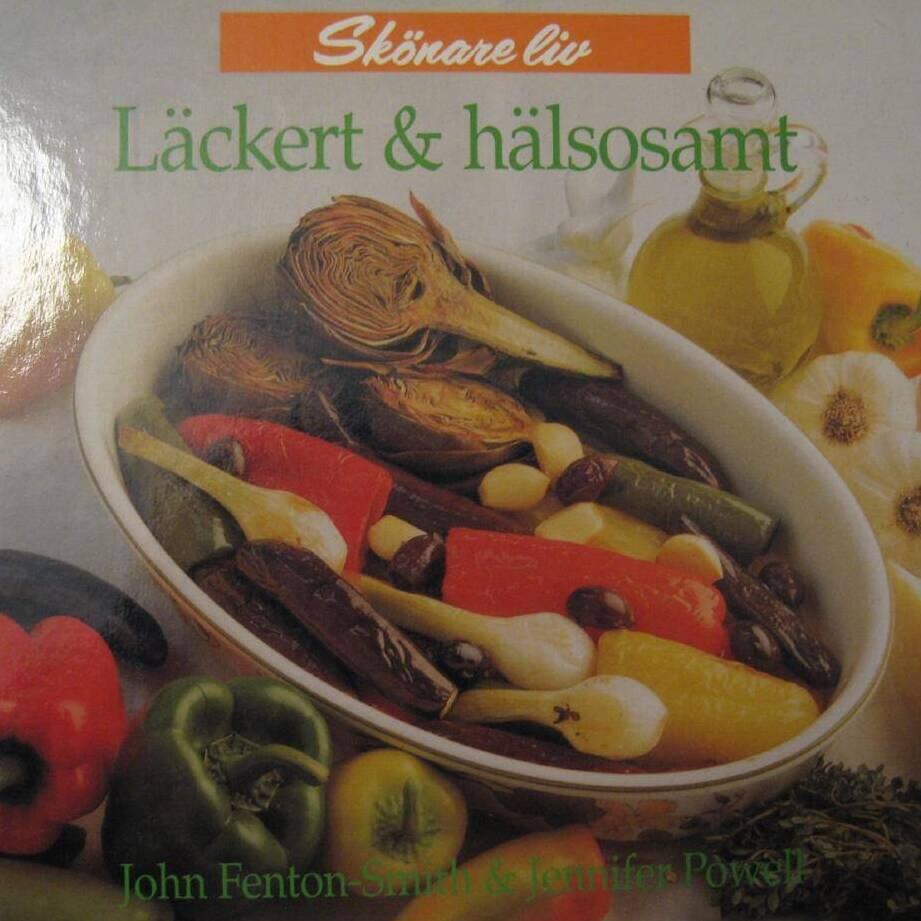 Skönare liv
Läckert & hälsosamt
John Fenton-Smith & Jennifer Powell